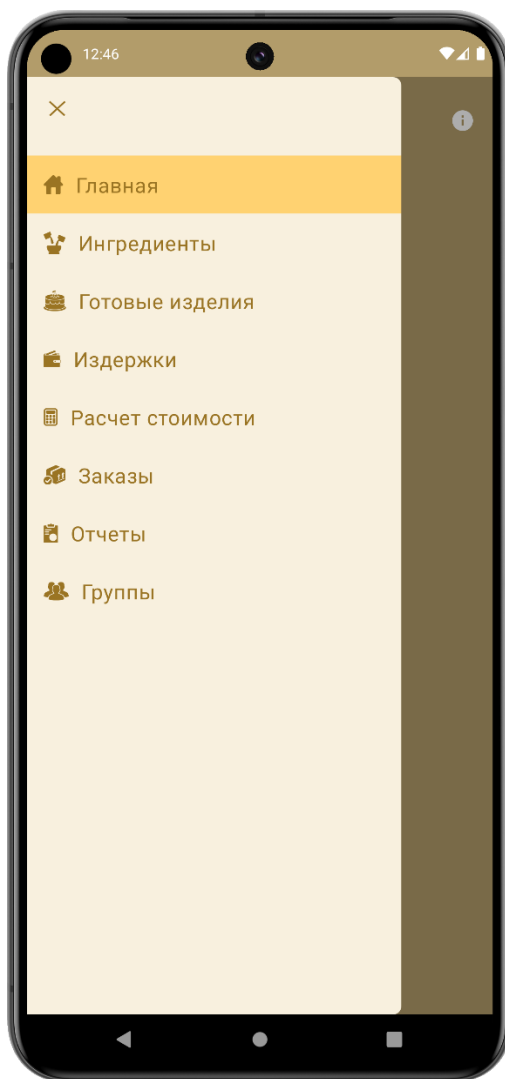 12:46
Главная
Ингредиенты
Готовые изделия
Издержки
Расчет стоимости
Заказы
Отчеты
Группы